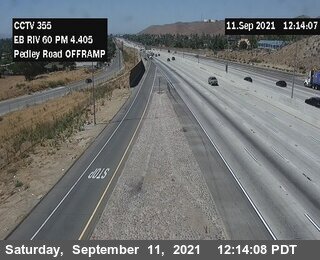 CCTV 355
EB RIV 60 PM 4.405
Pedley Road OFFRAMP
11.Sep 2021 12:14:07
STOP
Saturday, September 11, 2021 12:14:08 PDT